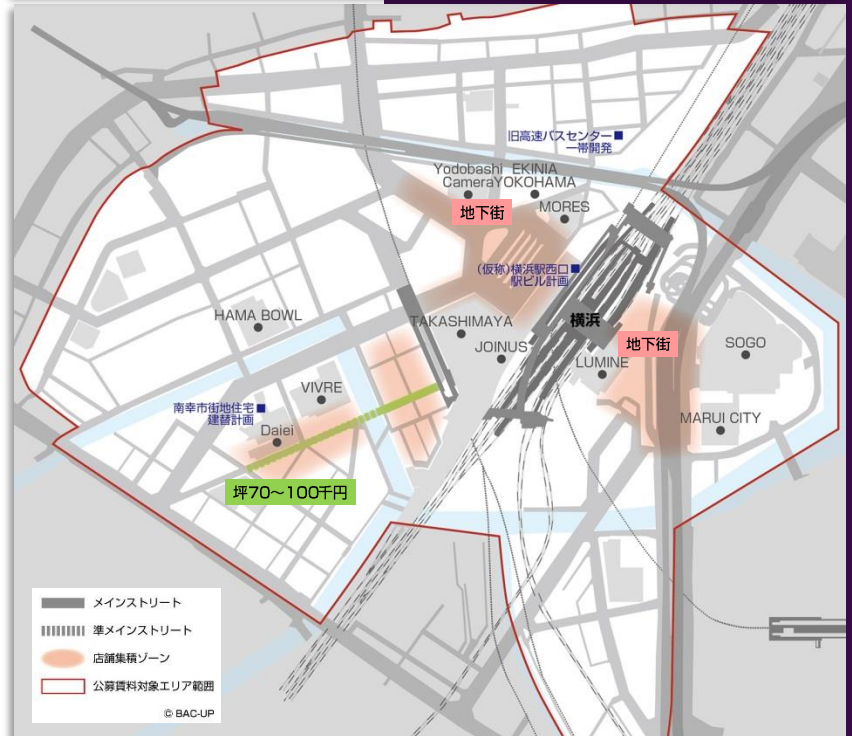 旧高速バスセンター■
一帯開発
Yodobashi EKINIA
CameraYOKOHAMA
地下街
MORES
(仮称)横浜駅西口■
駅ビル計画
HAMA BOWL
TAKASHIMAYA
横浜
JOINUS
地下街
SOGO
LUMINE
VIVRE
南幸市街地住宅■
建替計画
Daiei
MARUI CITY
坪70〜100千円
メインストリート
準メインストリート
店舗集積ゾーン
公募賃料対象エリア範囲
© BAC-UP